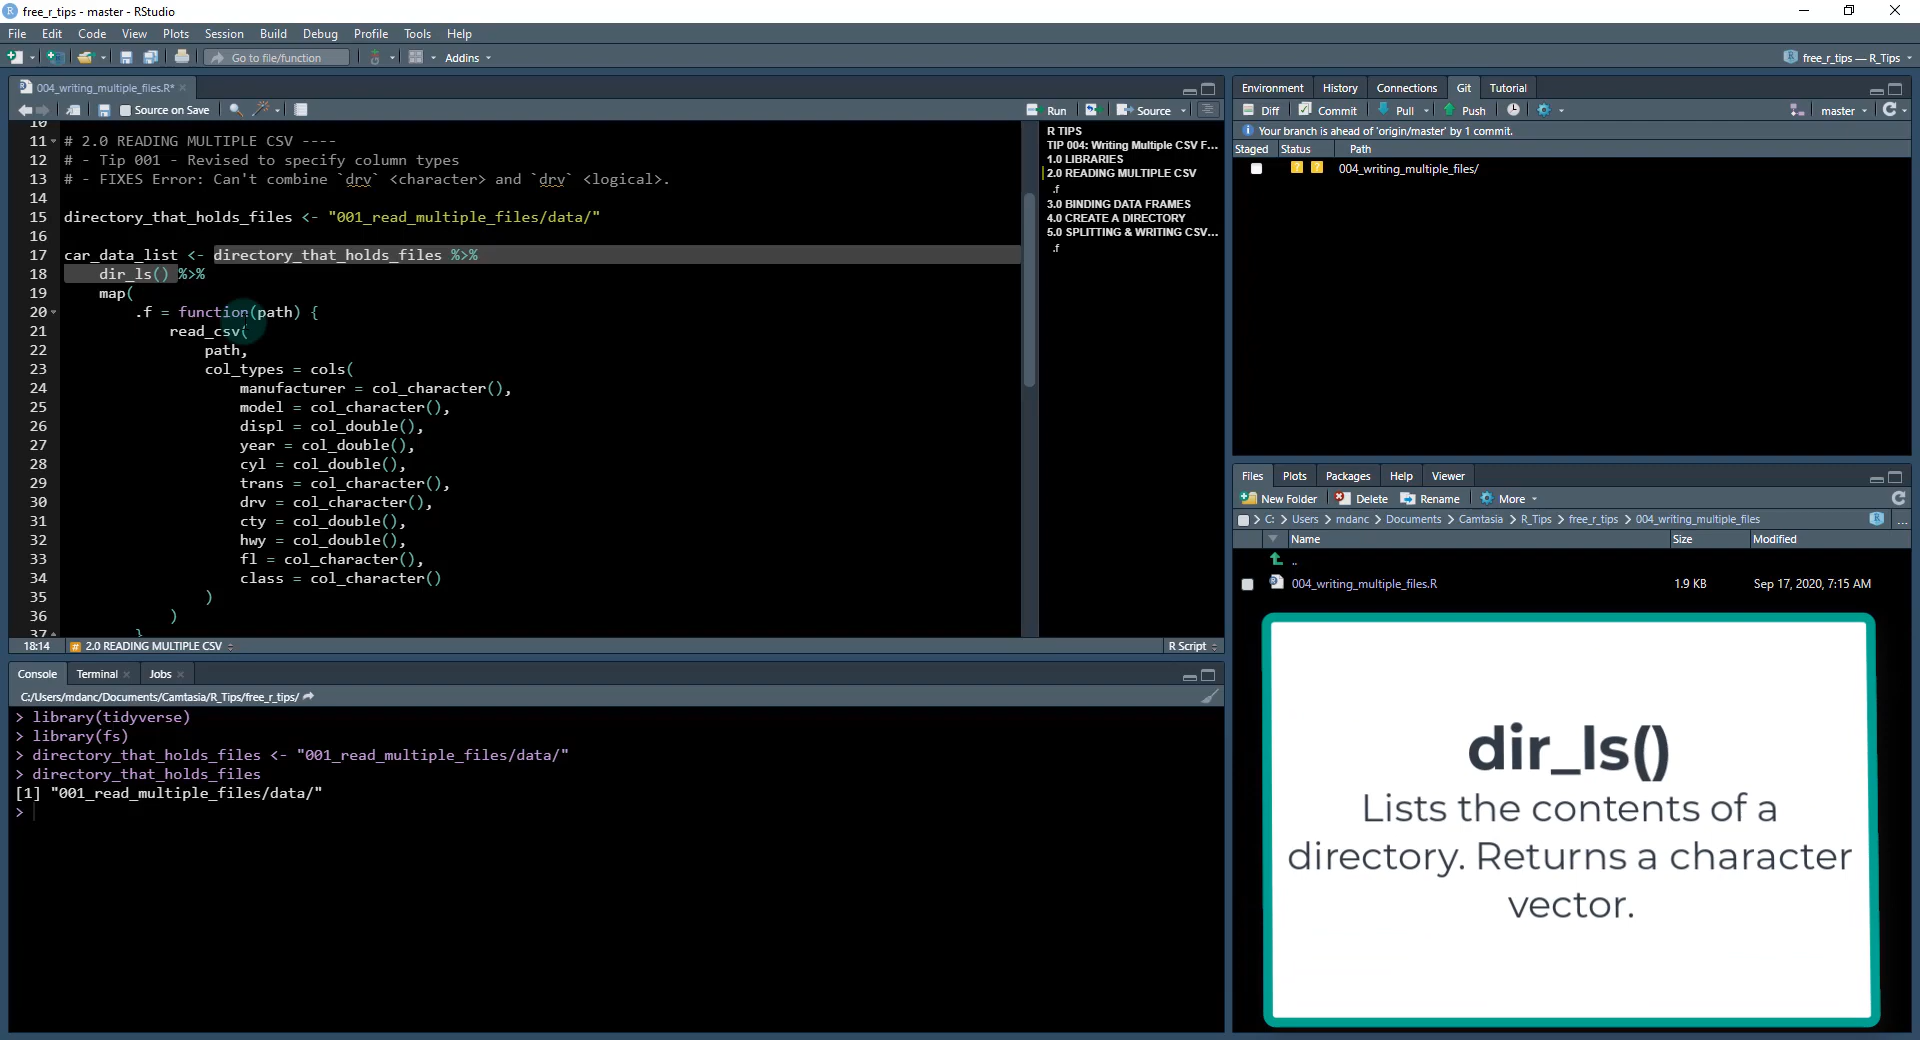 free_r_tips - master - RStudio
File Edit Code View Plots Session Build Debug Profile Tools Help
Go to file/function Addins free_r_tips — R_Tips
004_writing_multiple_files.R*
Source on Save Run Source
10
11 # 2.0 READING MULTIPLE CSV ----
12 # - Tip 001 - Revised to specify column types
13 # - FIXES Error: Can't combine `drv` <character> and `drv` <logical>.
14
15 directory_that_holds_files <- "001_read_multiple_files/data/"
16
17 car_data_list <- directory_that_holds_files %>%
18 dir_ls() %>%
19 map(
20 .f = function(path) {
21 read_csv(
22 path,
23 col_types = cols(
24 manufacturer = col_character(),
25 model = col_character(),
26 displ = col_double(),
27 year = col_double(),
28 cyl = col_double(),
29 trans = col_character(),
30 drv = col_character(),
31 cty = col_double(),
32 hwy = col_double(),
33 fl = col_character(),
34 class = col_character()
35 )
36 )
37 }
18:14 2.0 READING MULTIPLE CSV R Script
R TIPS
TIP 004: Writing Multiple CSV F...
1.0 LIBRARIES
2.0 READING MULTIPLE CSV
.f
3.0 BINDING DATA FRAMES
4.0 CREATE A DIRECTORY
5.0 SPLITTING & WRITING CSV...
.f
Console Terminal Jobs
C:/Users/mdanc/Documents/Camtasia/R_Tips/free_r_tips/
> library(tidyverse)
> library(fs)
> directory_that_holds_files <- "001_read_multiple_files/data/"
> directory_that_holds_files
[1] "001_read_multiple_files/data/"
>
Environment History Connections Git Tutorial
Diff Commit Pull Push master
Your branch is ahead of 'origin/master' by 1 commit.
Staged Status Path
? ? 004_writing_multiple_files/
Files Plots Packages Help Viewer
New Folder Delete Rename More
C: > Users > mdanc > Documents > Camtasia > R_Tips > free_r_tips > 004_writing_multiple_files ...
Name Size Modified
..
004_writing_multiple_files.R 1.9 KB Sep 17, 2020, 7:15 AM
dir_ls()
Lists the contents of a
directory. Returns a character
vector.